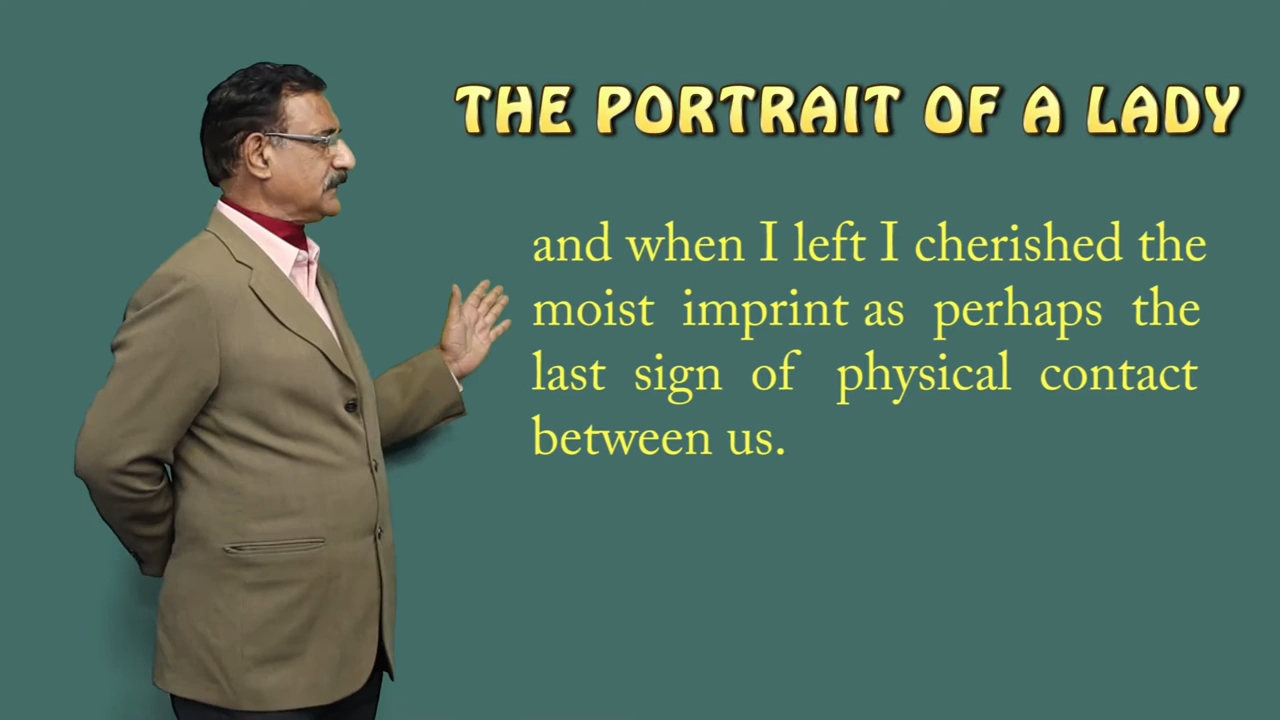 THE PORTRAIT OF A LADY
and when I left I cherished the
moist imprint as perhaps the
last sign of physical contact
between us.